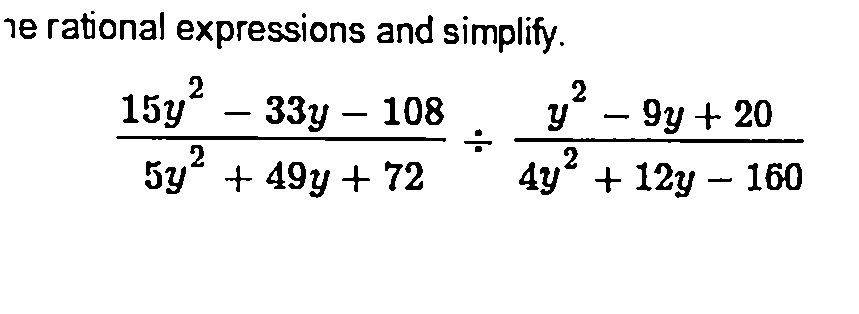 ne rational expressions and simplify.
15y² − 33y − 108 / 5y² + 49y + 72 ÷ y² − 9y + 20 / 4y² + 12y − 160